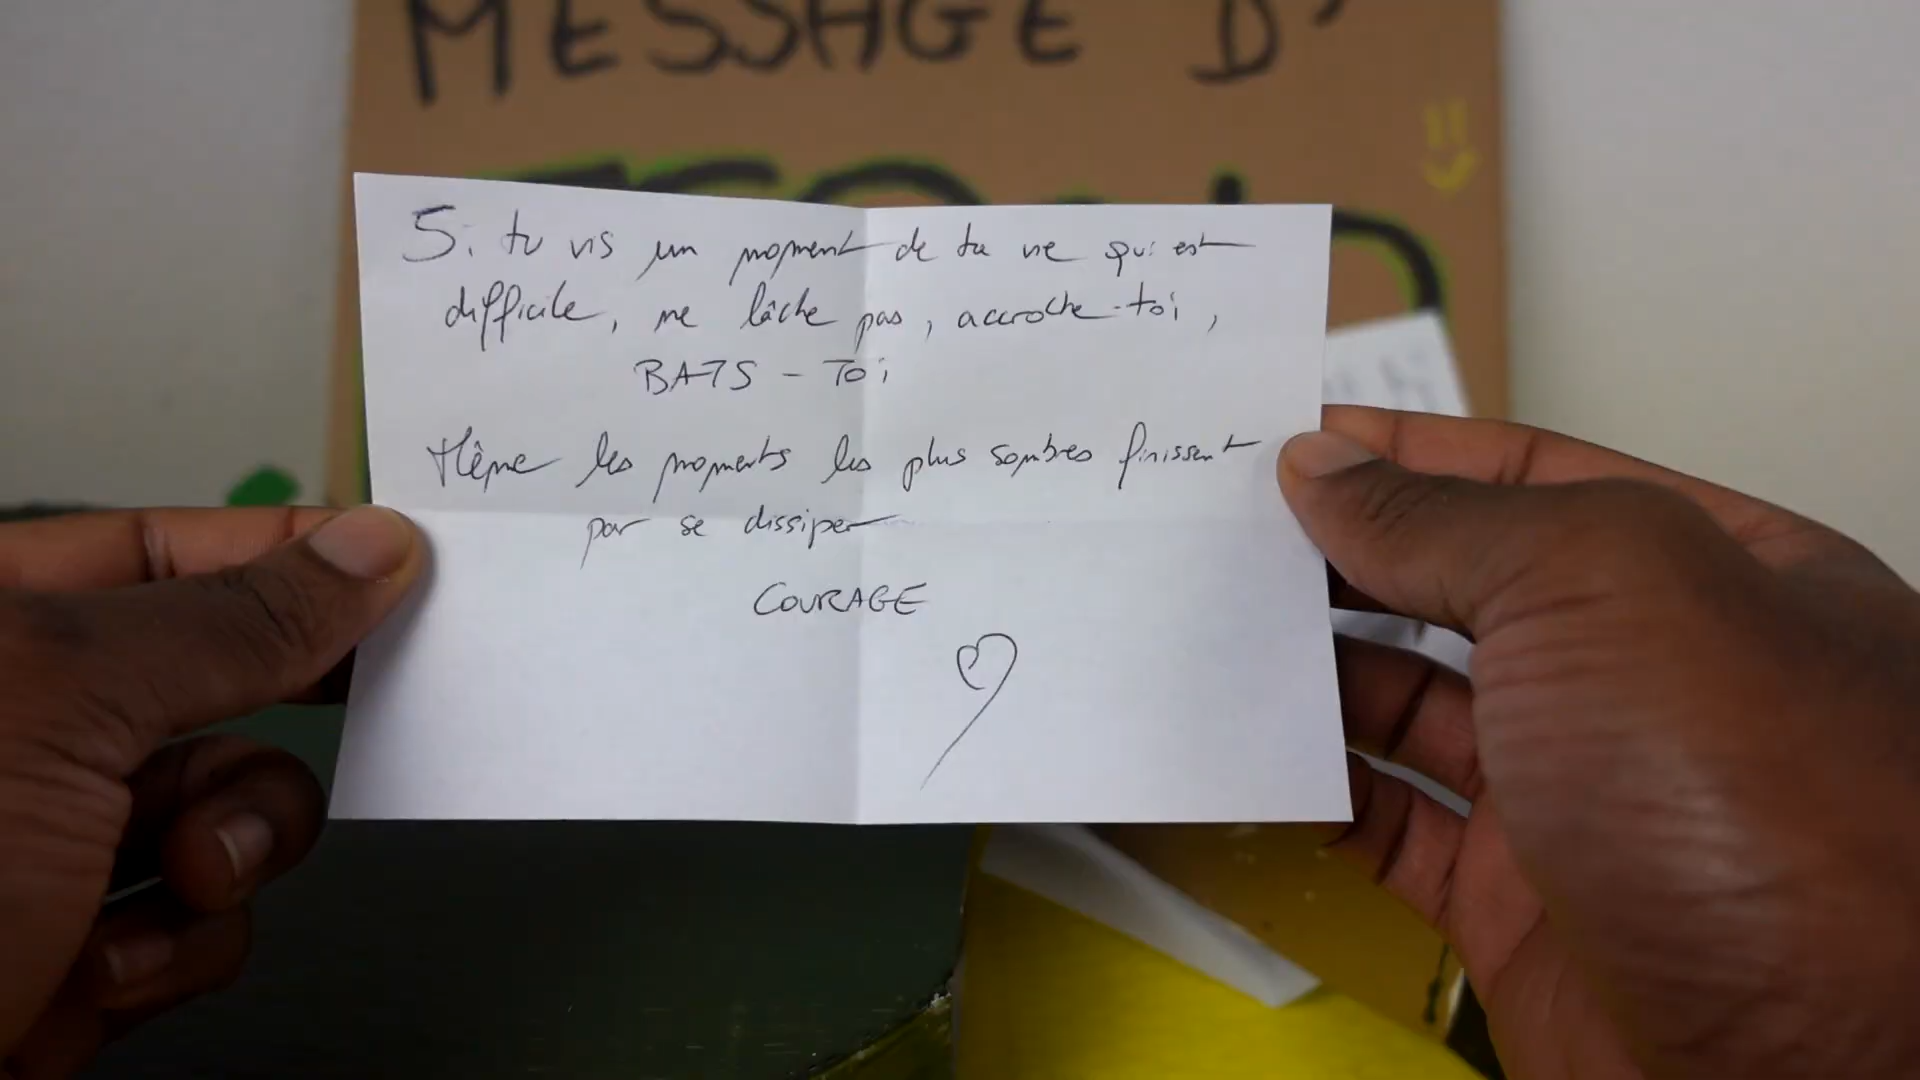 MESSAGE D'
Si tu vis un moment de ta vie qui est
difficile, ne lâche pas, accroche-toi,
BATS - TOi
Même les moments les plus sombres finissent
par se dissiper
COURAGE